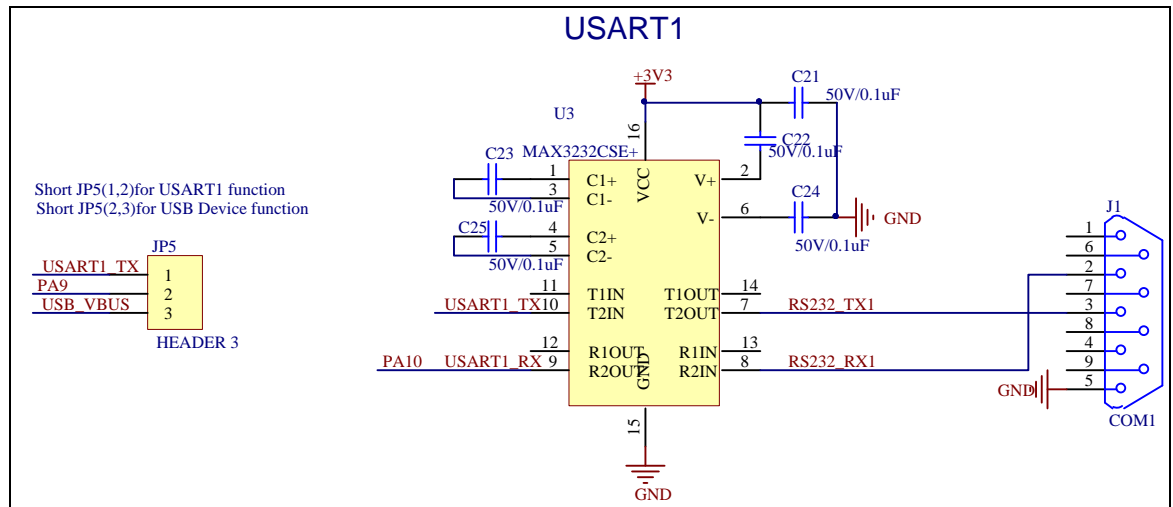 USART1
+3V3
C21
50V/0.1uF
U3
16
C22
50V/0.1uF
MAX3232CSE+
C23
1
C1+
VCC
V+
2
3
C1-
50V/0.1uF
Short JP5(1,2)for USART1 function
Short JP5(2,3)for USB Device function
C24
V-
6
GND
50V/0.1uF
C25
4
C2+
5
C2-
50V/0.1uF
J1
1
6
2
7
3
8
4
9
5
COM1
JP5
USART1_TX
1
PA9
2
USB_VBUS
3
HEADER 3
11
T1IN
T1OUT
14
USART1_TX
10
T2IN
T2OUT
7
RS232_TX1
12
R1OUT
R1IN
13
PA10
USART1_RX
9
R2OUT
GND
R2IN
8
RS232_RX1
GND
15
GND